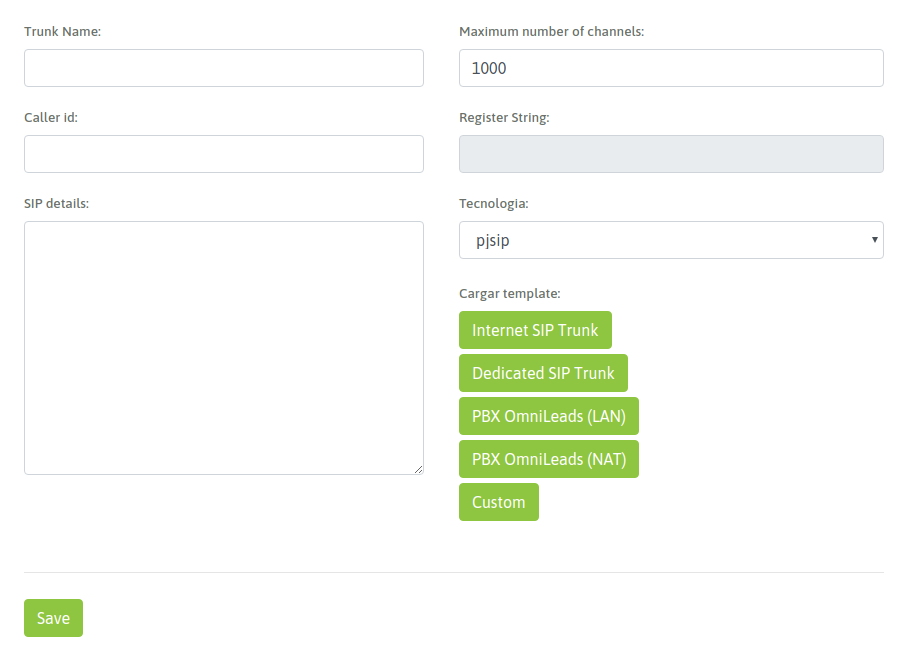 Trunk Name:
Maximum number of channels:
1000
Caller id:
Register String:
SIP details:
Tecnologia:
pjsip
Cargar template:
Internet SIP Trunk
Dedicated SIP Trunk
PBX OmniLeads (LAN)
PBX OmniLeads (NAT)
Custom
Save